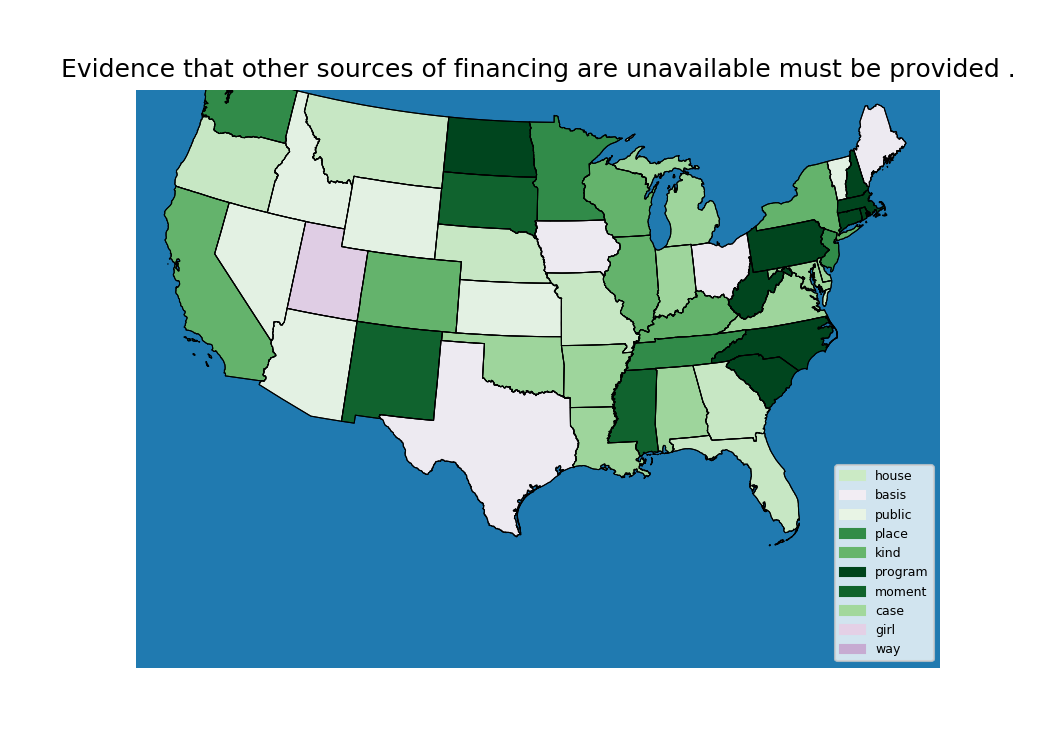 Evidence that other sources of financing are unavailable must be provided .
house
basis
public
place
kind
program
moment
case
girl
way